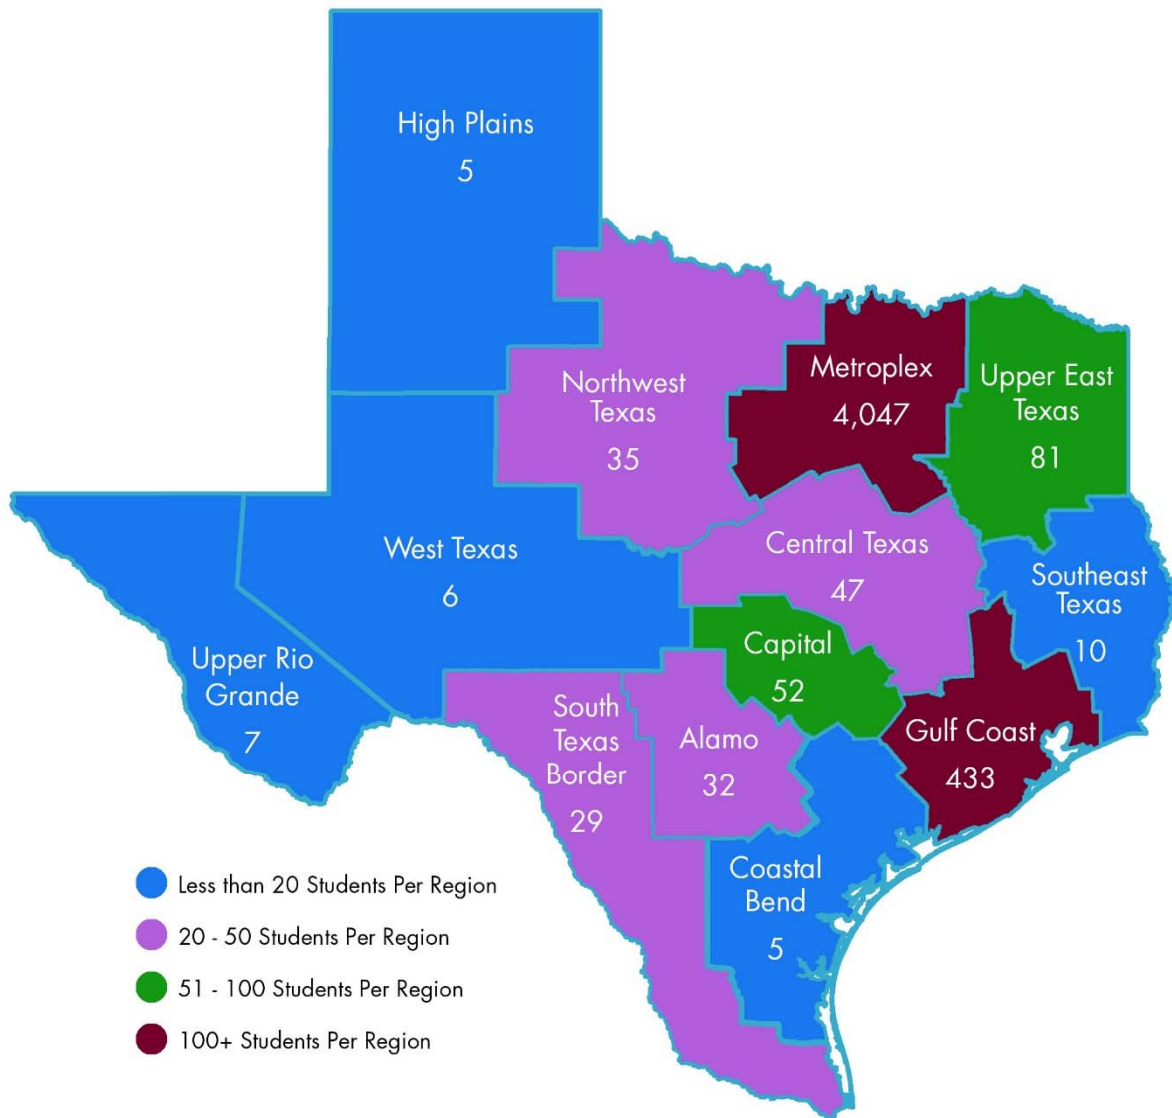 High Plains
5
Northwest
Texas
35
Metroplex
4,047
Upper East
Texas
81
West Texas
6
Central Texas
47
Southeast
Texas
10
Upper Rio
Grande
7
Capital
52
South
Texas
Border
29
Alamo
32
Gulf Coast
433
Coastal
Bend
5
Less than 20 Students Per Region
20 - 50 Students Per Region
51 - 100 Students Per Region
100+ Students Per Region